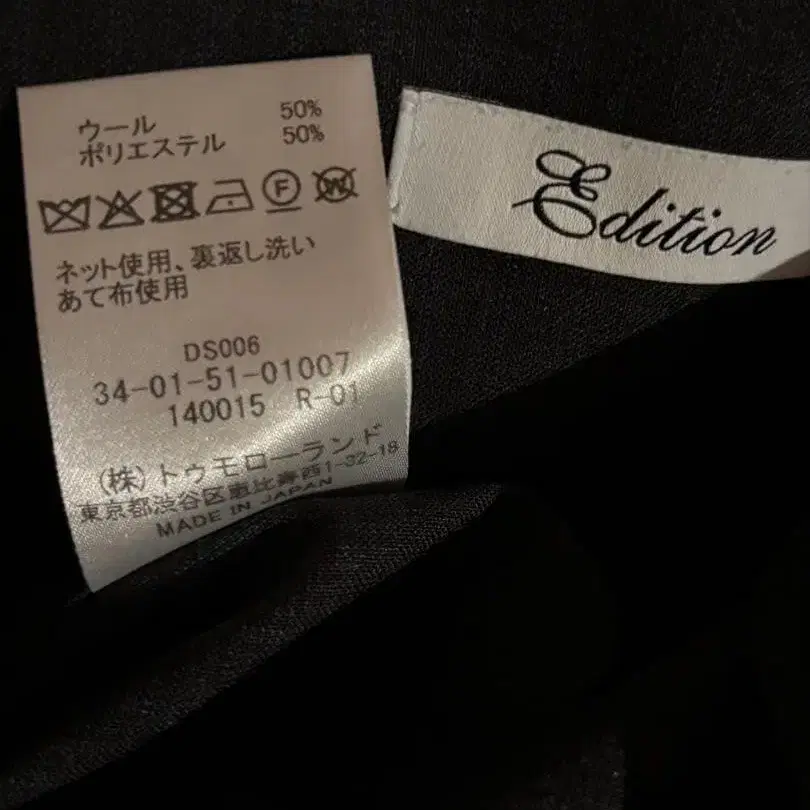 ウール 50%
ポリエステル 50%
F W
ネット使用、裏返し洗い
あて布使用
DS006
34-01-51-01007
140015 R-01
(株)トゥモローランド
東京都渋谷区恵比寿西1-32-18
MADE IN JAPAN
Edition